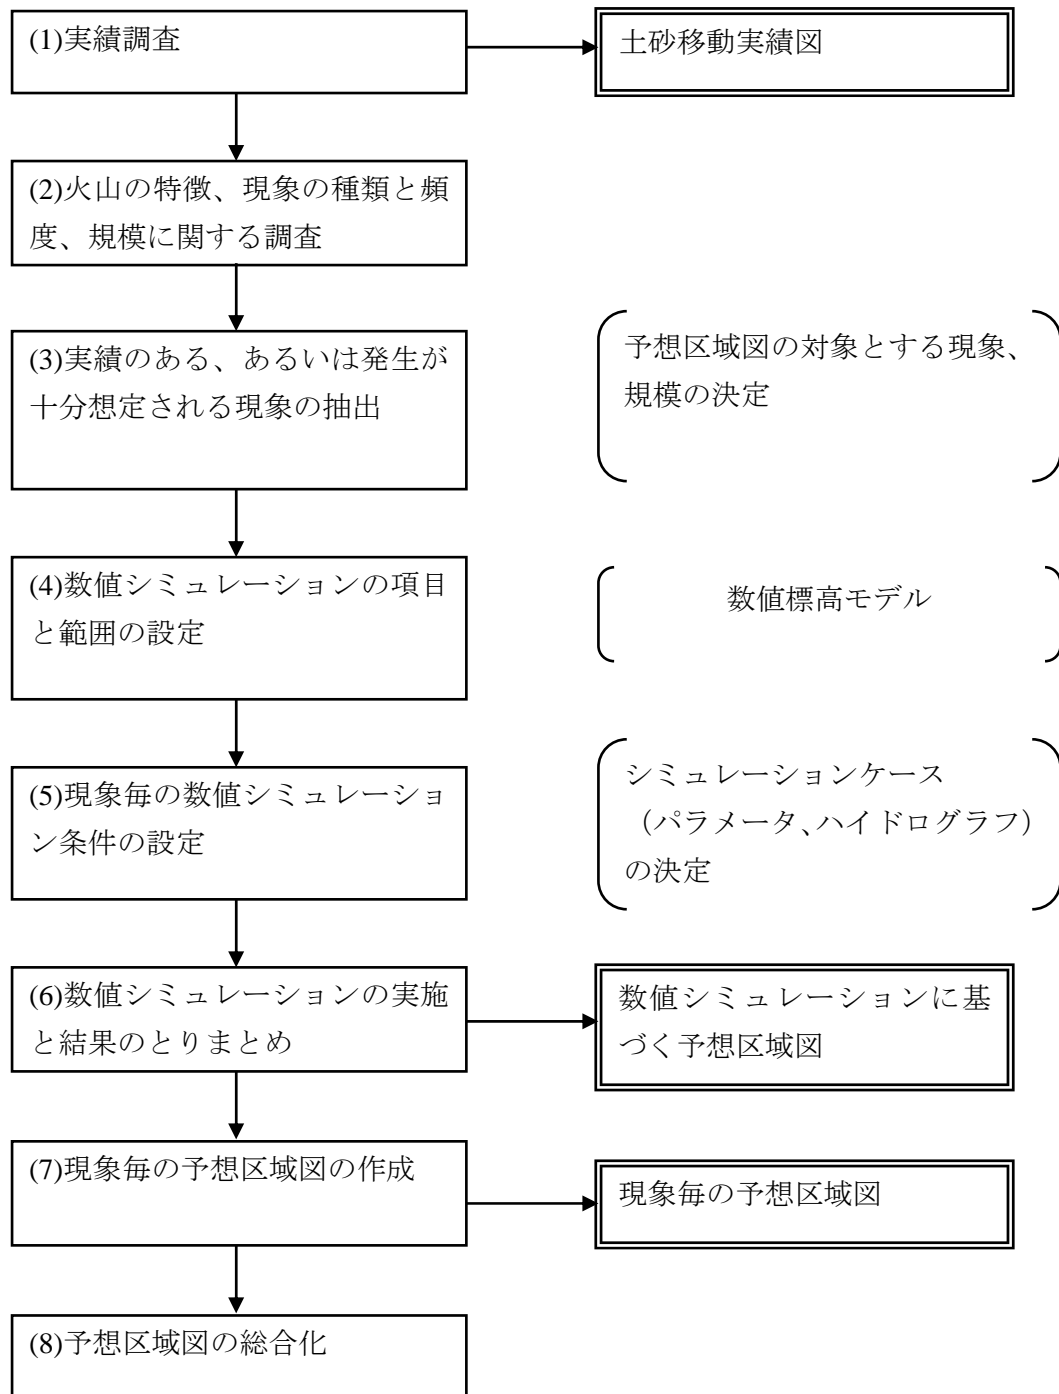 (1)実績調査
土砂移動実績図
(2)火山の特徴、現象の種類と頻
度、規模に関する調査
(3)実績のある、あるいは発生が
十分想定される現象の抽出
予想区域図の対象とする現象、
規模の決定
(4)数値シミュレーションの項目
と範囲の設定
数値標高モデル
(5)現象毎の数値シミュレーショ
ン条件の設定
シミュレーションケース
（パラメータ、ハイドログラフ）
の決定
(6)数値シミュレーションの実施
と結果のとりまとめ
数値シミュレーションに基
づく予想区域図
(7)現象毎の予想区域図の作成
現象毎の予想区域図
(8)予想区域図の総合化